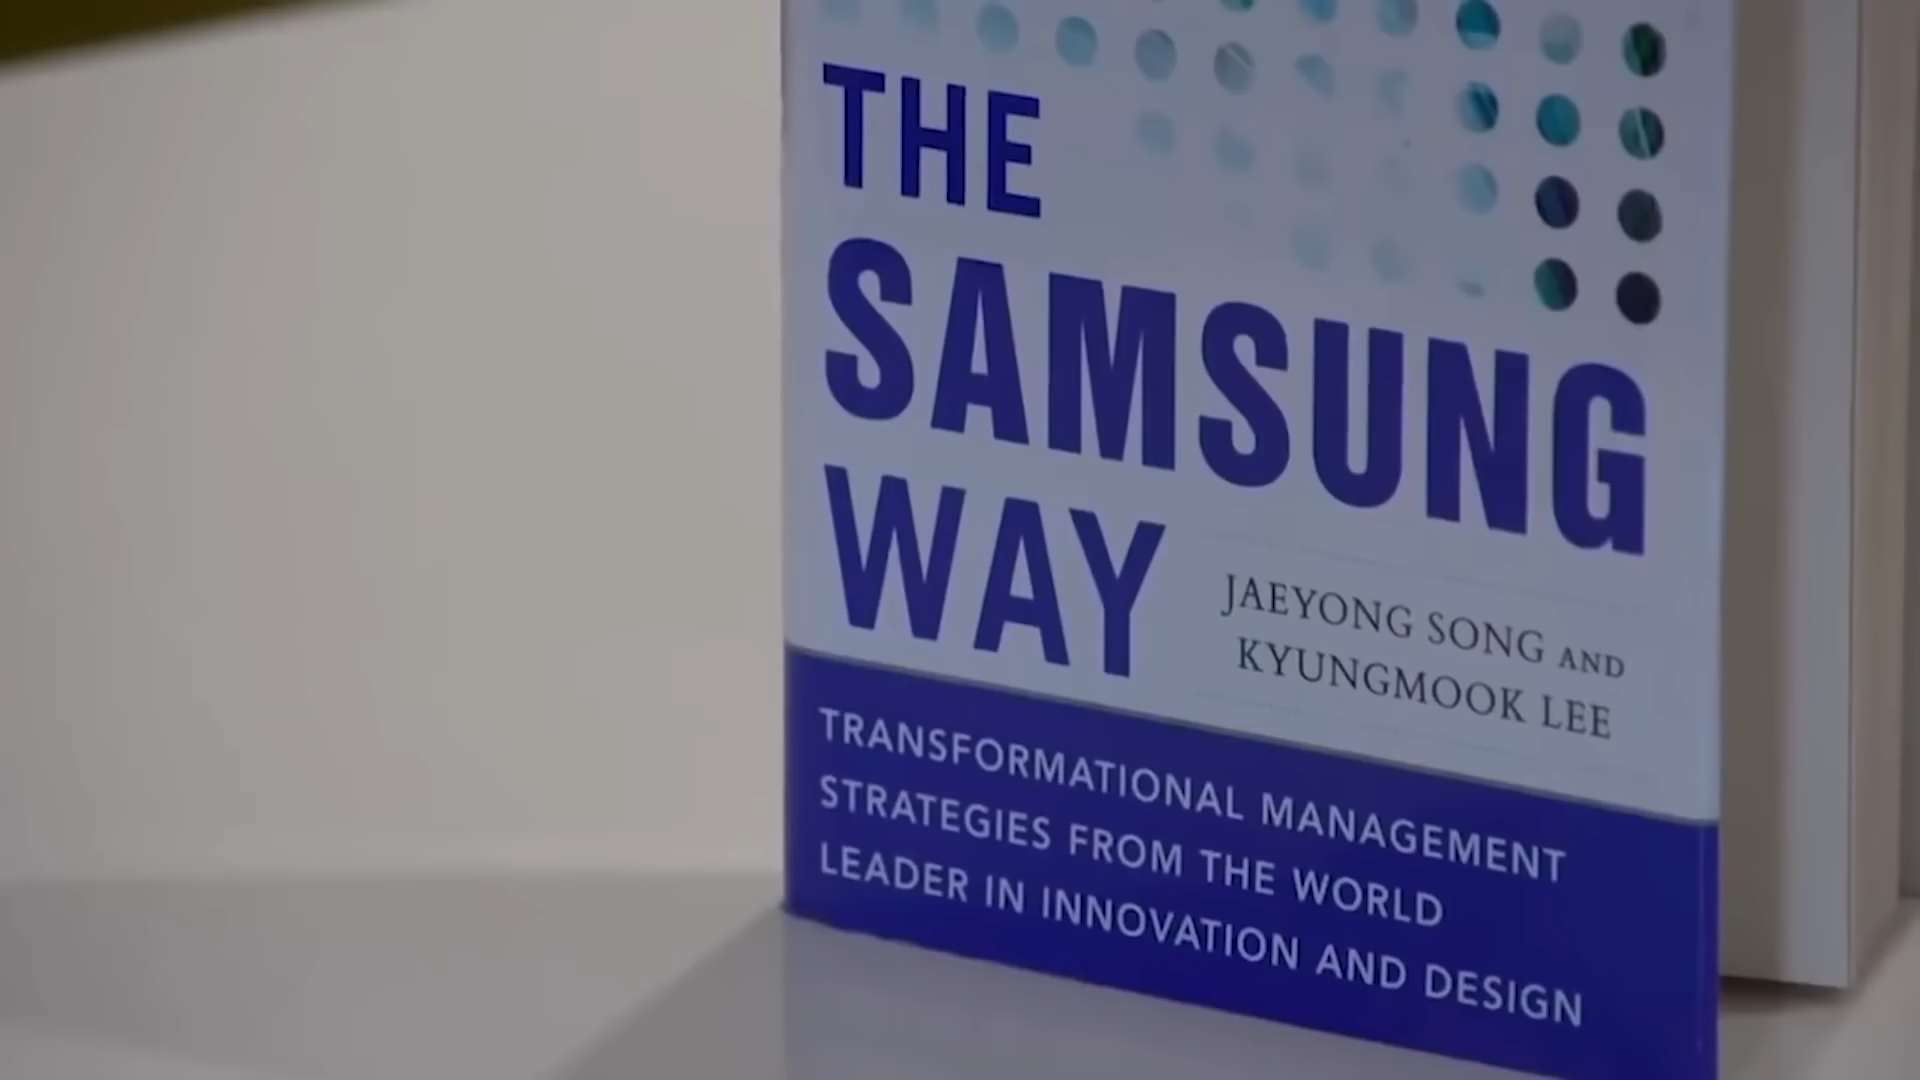 THE
SAMSUNG
WAY
JAEYONG SONG AND
KYUNGMOOK LEE
TRANSFORMATIONAL MANAGEMENT
STRATEGIES FROM THE WORLD
LEADER IN INNOVATION AND DESIGN